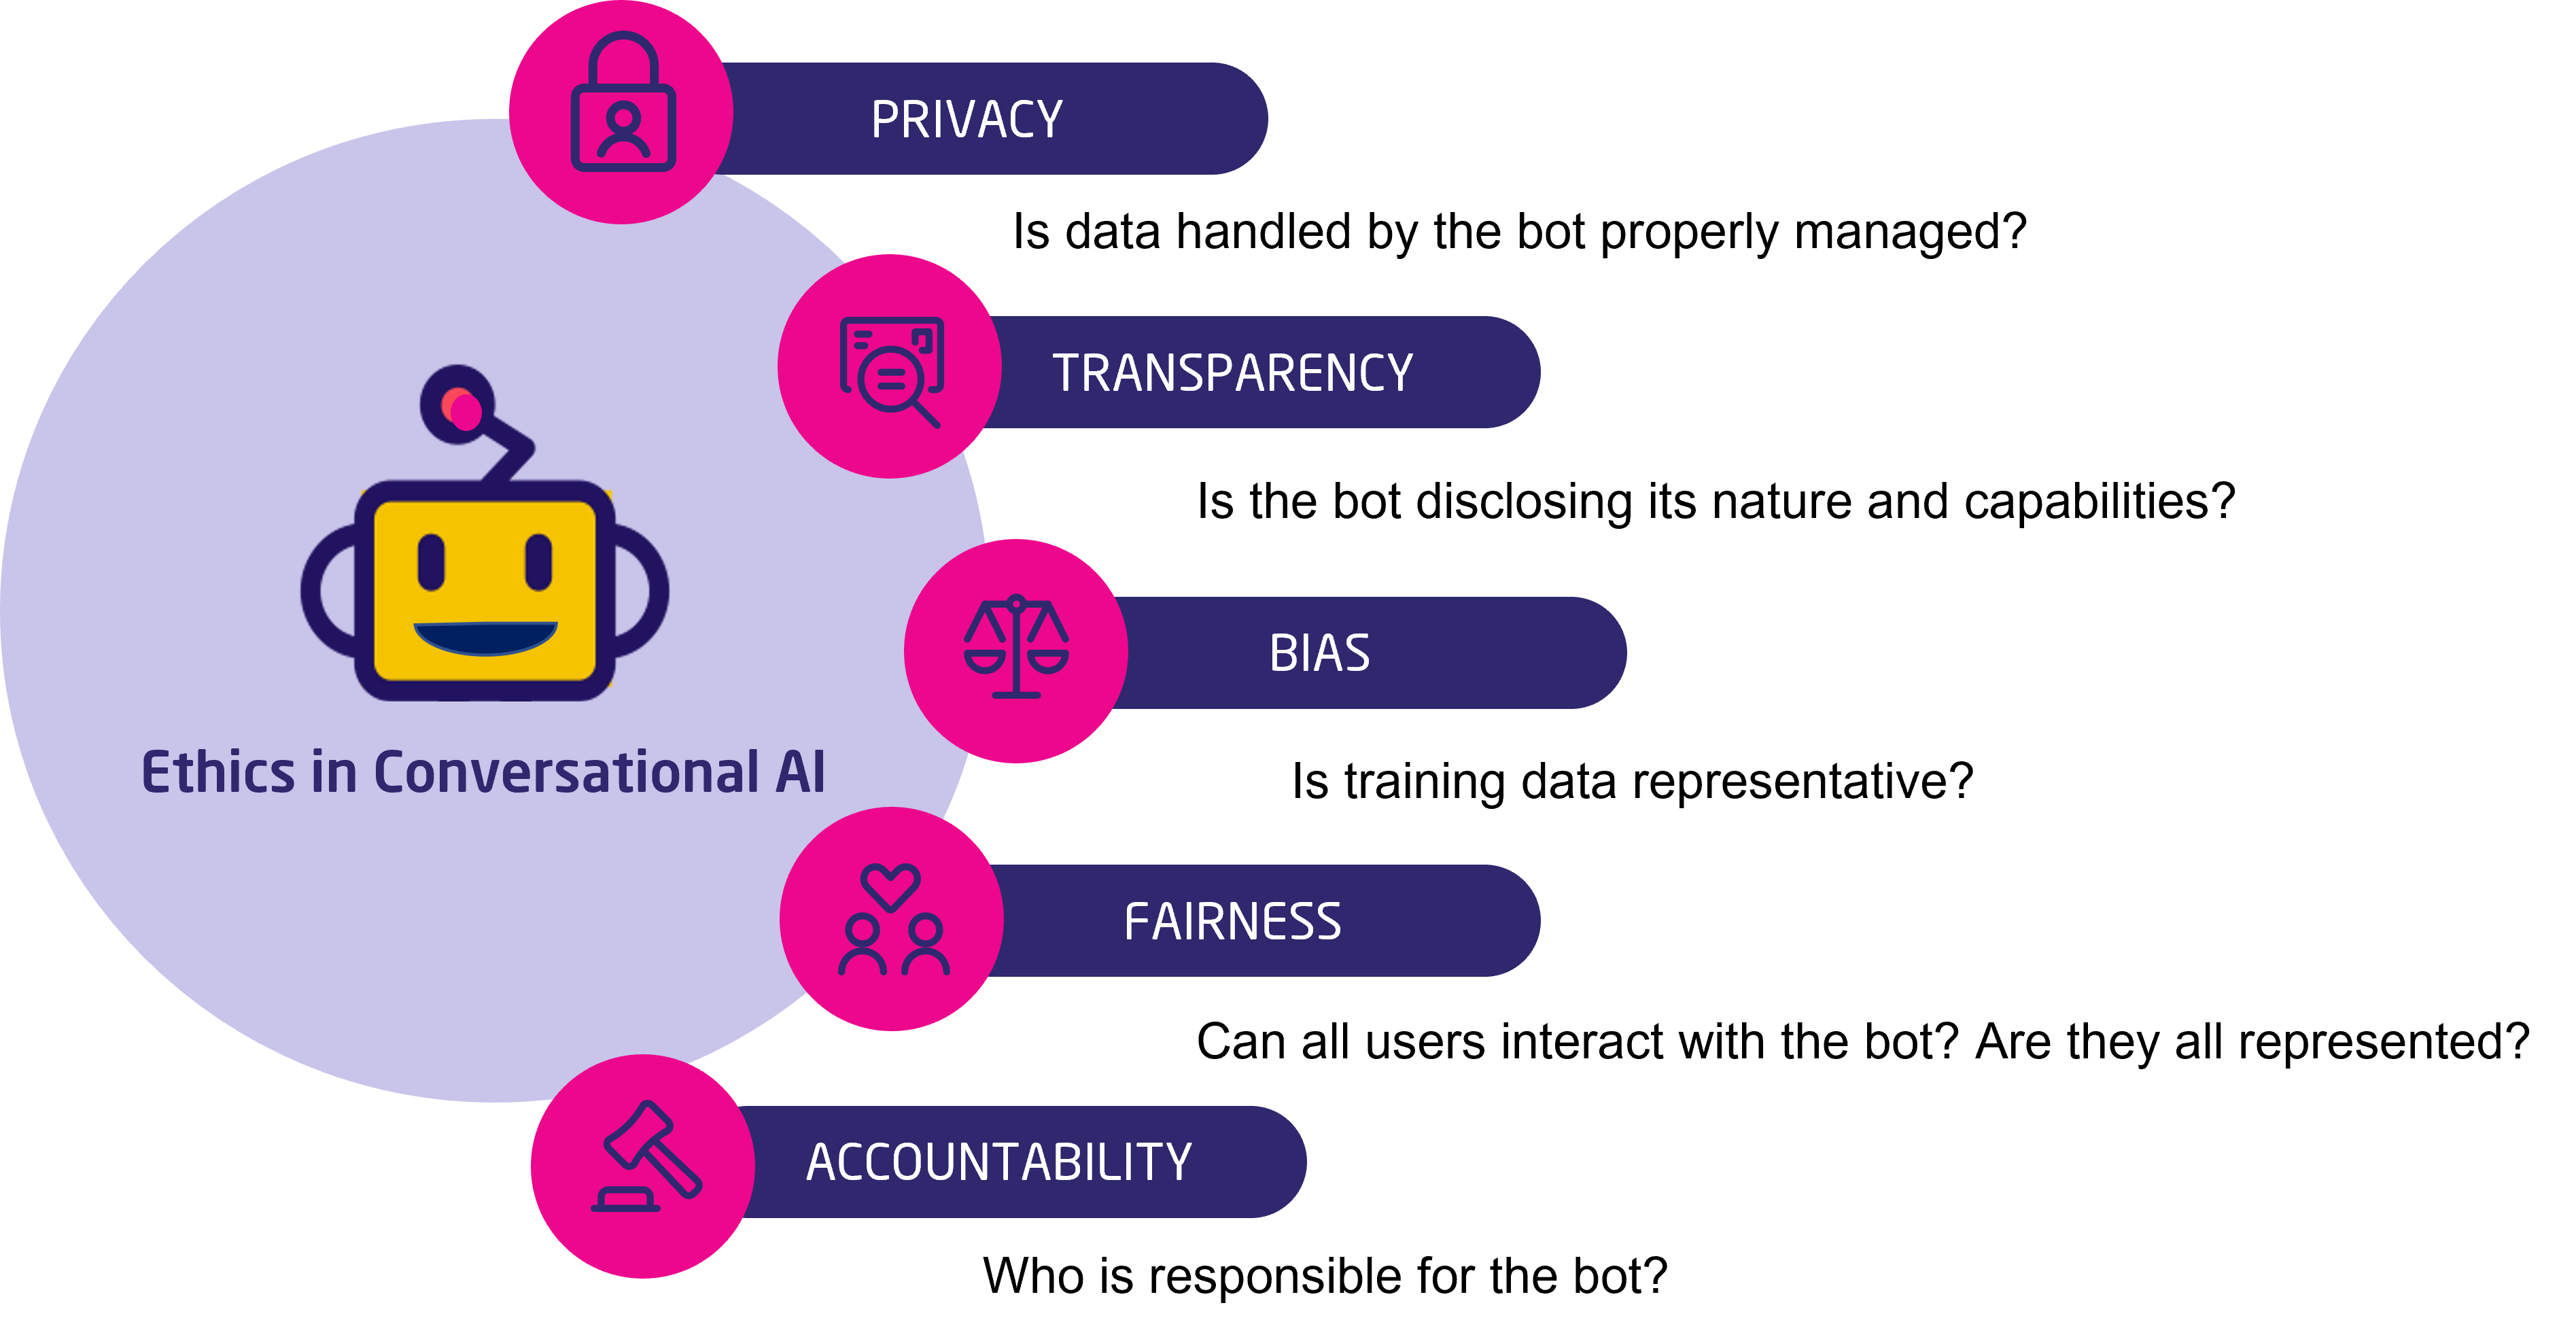 PRIVACY
Is data handled by the bot properly managed?
TRANSPARENCY
Is the bot disclosing its nature and capabilities?
BIAS
Ethics in Conversational AI
Is training data representative?
FAIRNESS
Can all users interact with the bot? Are they all represented?
ACCOUNTABILITY
Who is responsible for the bot?